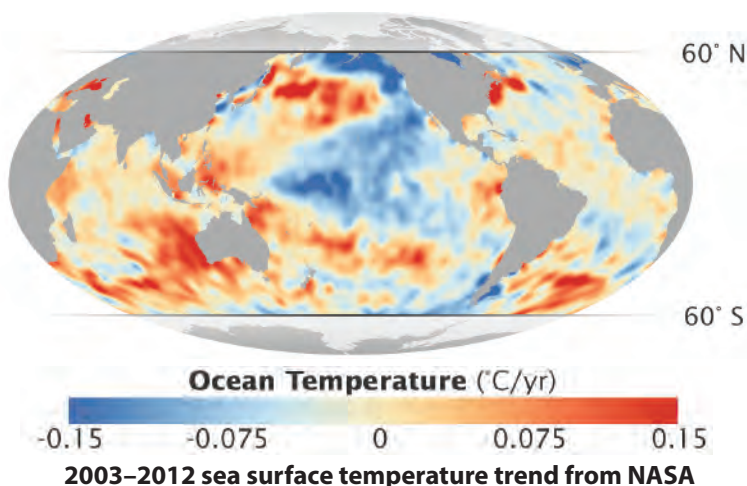 60° N
60° S
Ocean Temperature (°C/yr)
-0.15 -0.075 0 0.075 0.15
2003–2012 sea surface temperature trend from NASA